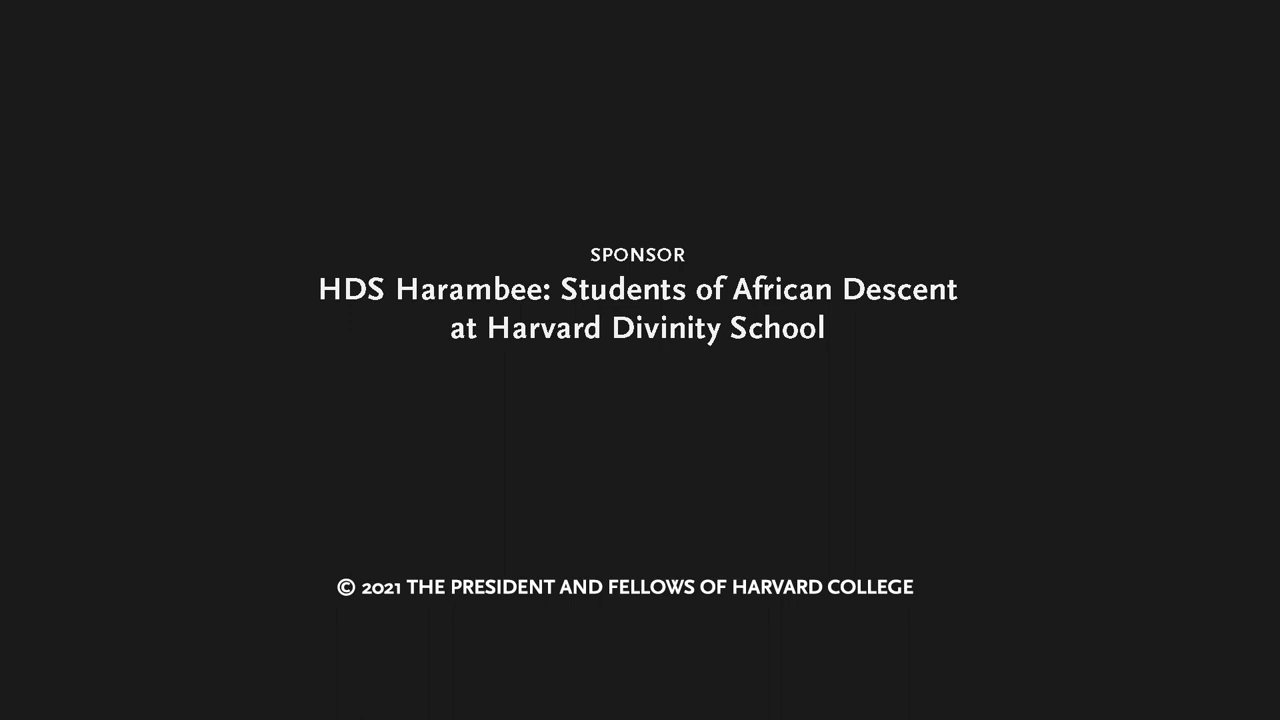 SPONSOR
HDS Harambee: Students of African Descent
at Harvard Divinity School
© 2021 THE PRESIDENT AND FELLOWS OF HARVARD COLLEGE